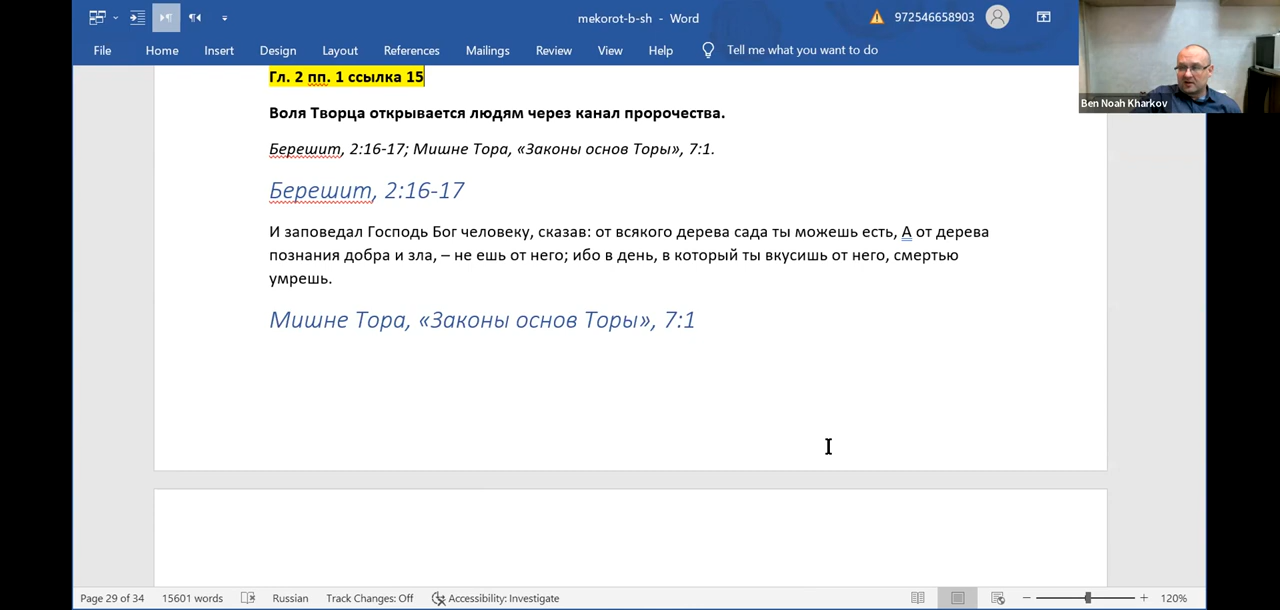 mekorot-b-sh - Word
972546658903
File Home Insert Design Layout References Mailings Review View Help Tell me what you want to do
Ben Noah Kharkov
Гл. 2 пп. 1 ссылка 15
Воля Творца открывается людям через канал пророчества.
Берешит, 2:16-17; Мишне Тора, «Законы основ Торы», 7:1.
Берешит, 2:16-17
И заповедал Господь Бог человеку, сказав: от всякого дерева сада ты можешь есть, А от дерева
познания добра и зла, – не ешь от него; ибо в день, в который ты вкусишь от него, смертью
умрешь.
Мишне Тора, «Законы основ Торы», 7:1
Page 29 of 34 15601 words Russian Track Changes: Off Accessibility: Investigate 120%